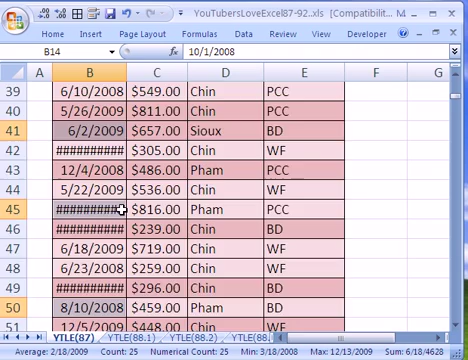 YouTubersLoveExcel87-92...xls [Compatibilit...
Home Insert Page Layout Formulas Data Review View Developer
B14 fx 10/1/2008
A B C D E F G
39 6/10/2008 $549.00 Chin PCC
40 5/26/2009 $811.00 Chin PCC
41 6/2/2009 $657.00 Sioux BD
42 ########## $305.00 Chin WF
43 12/4/2008 $486.00 Pham PCC
44 5/22/2009 $536.00 Chin WF
45 ########## $816.00 Pham PCC
46 ########## $239.00 Chin BD
47 6/18/2009 $719.00 Chin WF
48 6/23/2008 $259.00 Chin WF
49 ########## $296.00 Chin BD
50 8/10/2008 $459.00 Pham BD
51 12/5/2009 $448.00 Chin WF
YTLE(87) YTLE(88.1) YTLE(88.2) YTLE(88.
Average: 2/18/2009 Count: 25 Numerical Count: 25 Min: 3/18/2008 Max: 12/13/2009 Sum: 6/18/4628